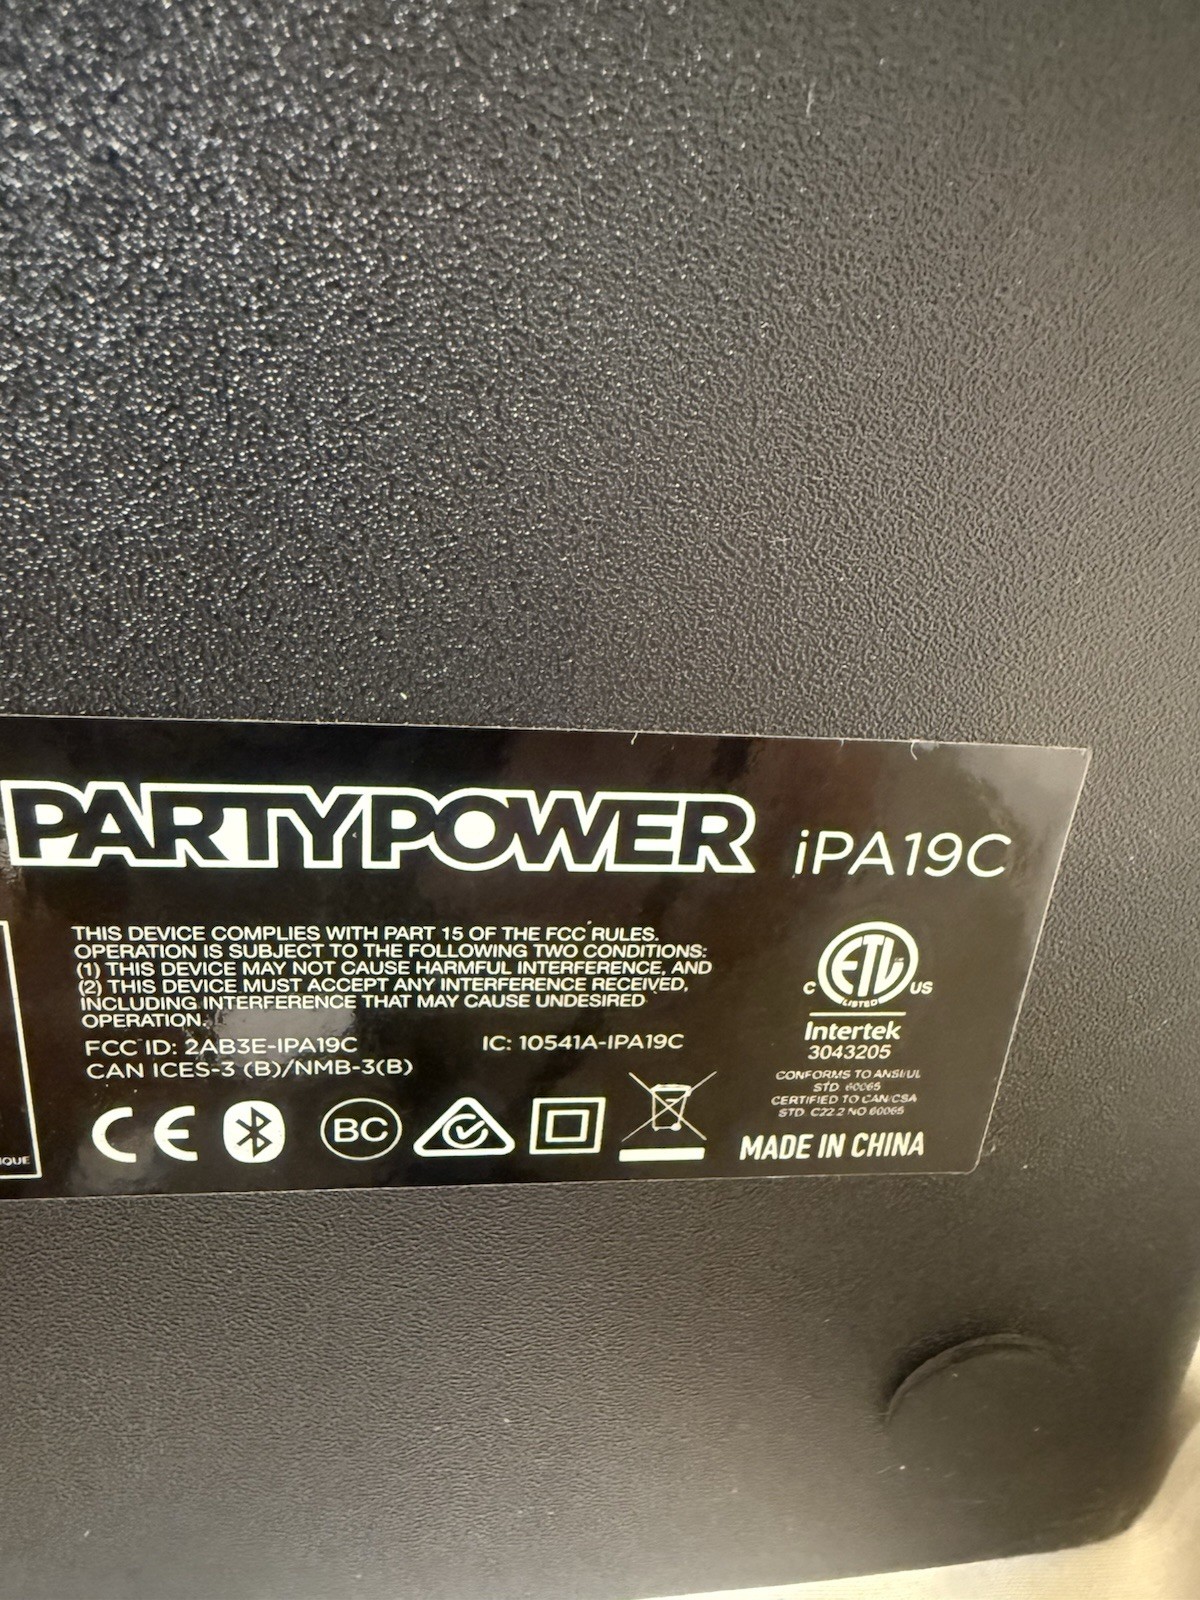 PARTY POWER iPA19C
THIS DEVICE COMPLIES WITH PART 15 OF THE FCC RULES.
OPERATION IS SUBJECT TO THE FOLLOWING TWO CONDITIONS:
(1) THIS DEVICE MAY NOT CAUSE HARMFUL INTERFERENCE, AND
(2) THIS DEVICE MUST ACCEPT ANY INTERFERENCE RECEIVED,
INCLUDING INTERFERENCE THAT MAY CAUSE UNDESIRED
OPERATION.
FCC ID: 2AB3E-IPA19C IC: 10541A-IPA19C
CAN ICES-3 (B)/NMB-3(B)
CE BC
C ETL US
LISTED
Intertek
3043205
CONFORMS TO ANSI/UL
STD 60065
CERTIFIED TO CAN/CSA
STD. C22.2 NO 60065
MADE IN CHINA